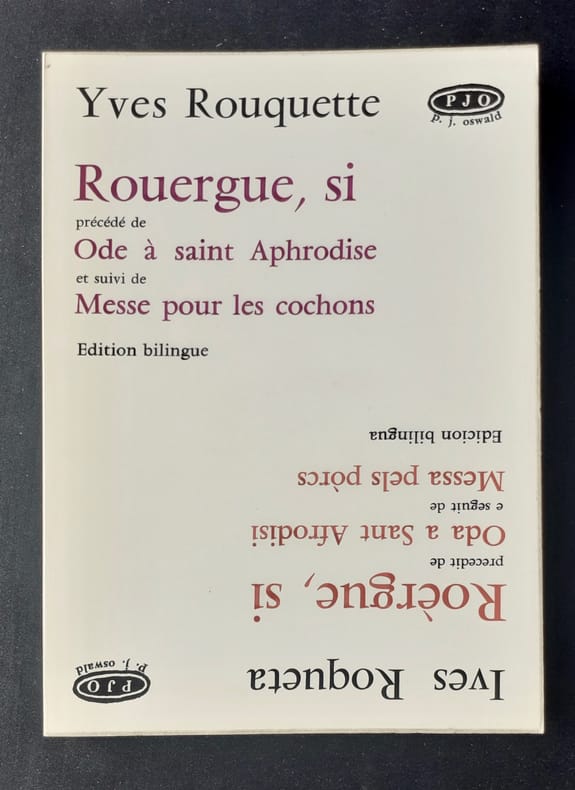 Yves Rouquette
PJO
p. j. oswald
Rouergue, si
précédé de
Ode à saint Aphrodise
et suivi de
Messe pour les cochons
Edition bilingue
Ives Roqueta
PJO
p. j. oswald
Roèrgue, si
precedit de
Oda a Sant Afrodisi
e seguit de
Messa pels pòrcs
Edicion bilingua